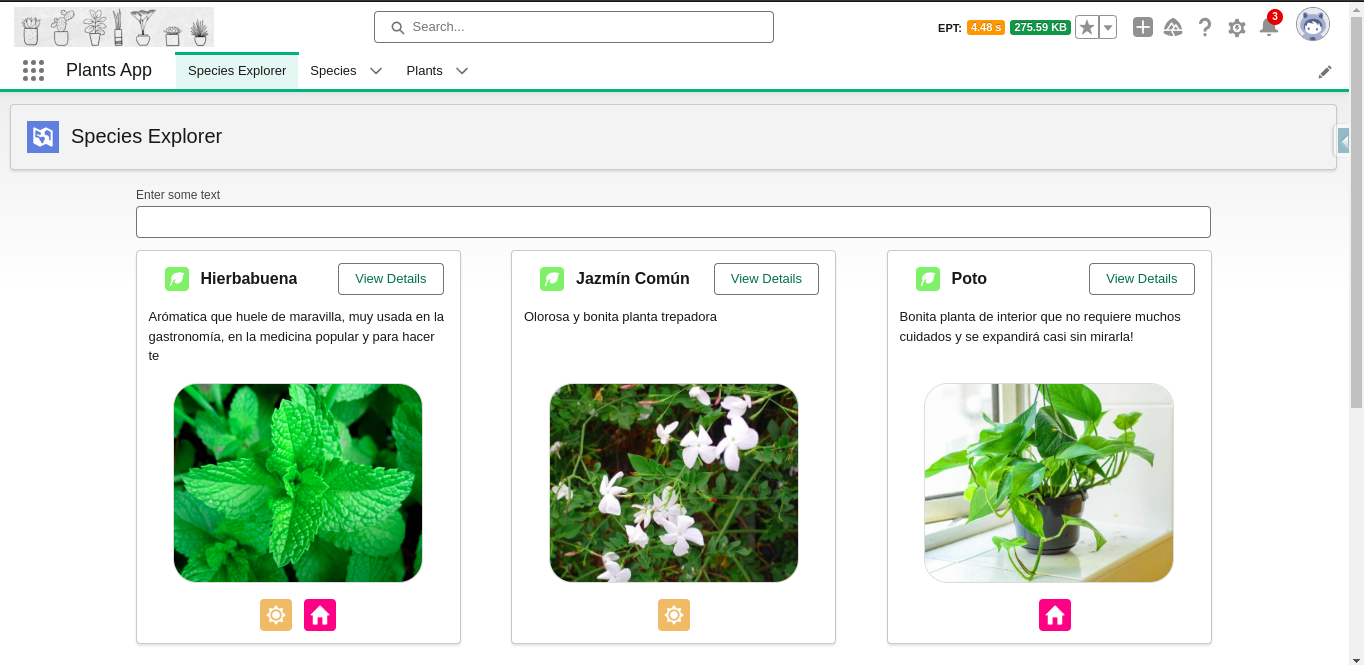 Search...
EPT: 4.48 s 275.59 KB
3
Plants App
Species Explorer
Species
Plants
Species Explorer
Enter some text
Hierbabuena
View Details
Arómatica que huele de maravilla, muy usada en la
gastronomía, en la medicina popular y para hacer
te
Jazmín Común
View Details
Olorosa y bonita planta trepadora
Poto
View Details
Bonita planta de interior que no requiere muchos
cuidados y se expandirá casi sin mirarla!